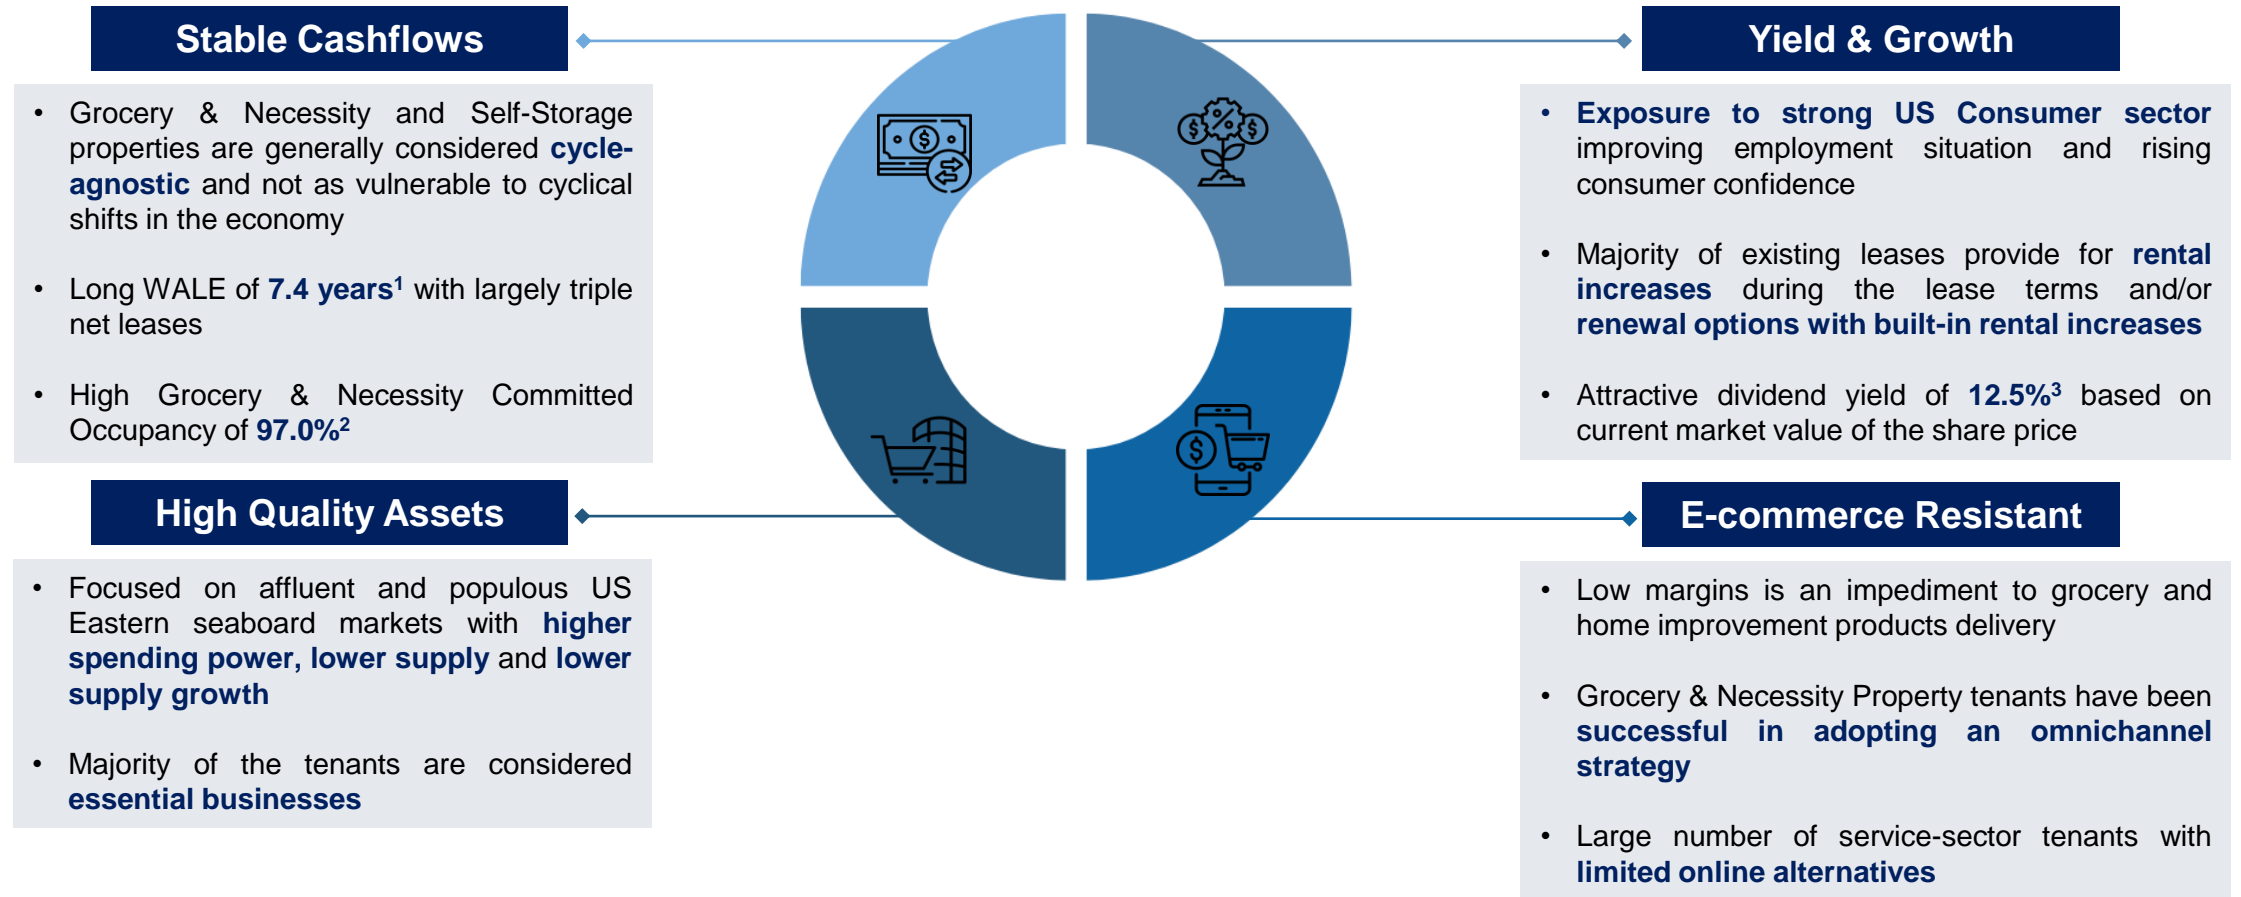 Stable Cashflows
• Grocery & Necessity and Self-Storage
properties are generally considered cycle-
agnostic and not as vulnerable to cyclical
shifts in the economy
• Long WALE of 7.4 years¹ with largely triple
net leases
• High Grocery & Necessity Committed
Occupancy of 97.0%²
High Quality Assets
• Focused on affluent and populous US
Eastern seaboard markets with higher
spending power, lower supply and lower
supply growth
• Majority of the tenants are considered
essential businesses
Yield & Growth
• Exposure to strong US Consumer sector
improving employment situation and rising
consumer confidence
• Majority of existing leases provide for rental
increases during the lease terms and/or
renewal options with built-in rental increases
• Attractive dividend yield of 12.5%³ based on
current market value of the share price
E-commerce Resistant
• Low margins is an impediment to grocery and
home improvement products delivery
• Grocery & Necessity Property tenants have been
successful in adopting an omnichannel
strategy
• Large number of service-sector tenants with
limited online alternatives